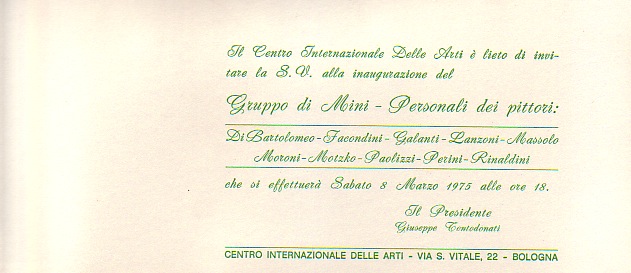 Il Centro Internazionale Delle Arti è lieto di invi-
tare la S.V. alla inaugurazione del
Gruppo di Mini - Personali dei pittori:
Di Bartolomeo - Facondini - Galanti - Lanzoni - Massolo
Moroni - Motzko - Paolizzi - Perini - Rinaldini
che si effettuerà Sabato 8 Marzo 1975 alle ore 18.
Il Presidente
Giuseppe Tontodonati
CENTRO INTERNAZIONALE DELLE ARTI - VIA S. VITALE, 22 - BOLOGNA